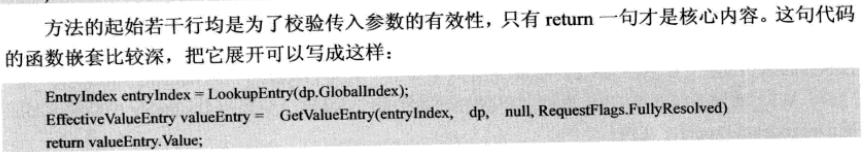 方法的起始若干行均是为了校验传入参数的有效性，只有 return 一句才是核心内容。这句代码
的函数嵌套比较深，把它展开可以写成这样：
EntryIndex entryIndex = LookupEntry(dp.GlobalIndex);
EffectiveValueEntry valueEntry = GetValueEntry(entryIndex, dp, null, RequestFlags.FullyResolved)
return valueEntry.Value;